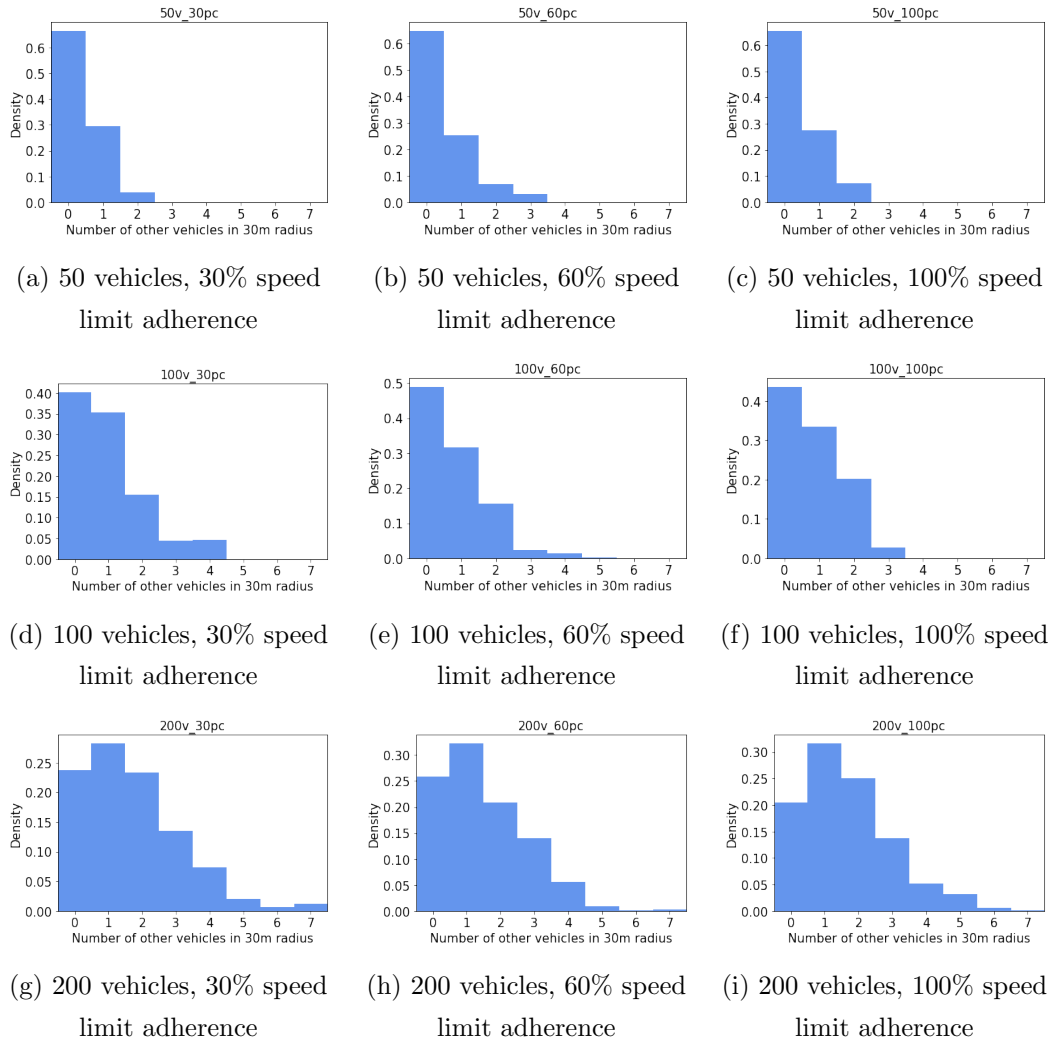 50v_30pc
Density
0.6
0.5
0.4
0.3
0.2
0.1
0.0
0 1 2 3 4 5 6 7
Number of other vehicles in 30m radius
(a) 50 vehicles, 30% speed
limit adherence
50v_60pc
Density
0.6
0.5
0.4
0.3
0.2
0.1
0.0
0 1 2 3 4 5 6 7
Number of other vehicles in 30m radius
(b) 50 vehicles, 60% speed
limit adherence
50v_100pc
Density
0.6
0.5
0.4
0.3
0.2
0.1
0.0
0 1 2 3 4 5 6 7
Number of other vehicles in 30m radius
(c) 50 vehicles, 100% speed
limit adherence
100v_30pc
Density
0.40
0.35
0.30
0.25
0.20
0.15
0.10
0.05
0.00
0 1 2 3 4 5 6 7
Number of other vehicles in 30m radius
(d) 100 vehicles, 30% speed
limit adherence
100v_60pc
Density
0.5
0.4
0.3
0.2
0.1
0.0
0 1 2 3 4 5 6 7
Number of other vehicles in 30m radius
(e) 100 vehicles, 60% speed
limit adherence
100v_100pc
Density
0.4
0.3
0.2
0.1
0.0
0 1 2 3 4 5 6 7
Number of other vehicles in 30m radius
(f) 100 vehicles, 100% speed
limit adherence
200v_30pc
Density
0.25
0.20
0.15
0.10
0.05
0.00
0 1 2 3 4 5 6 7
Number of other vehicles in 30m radius
(g) 200 vehicles, 30% speed
limit adherence
200v_60pc
Density
0.30
0.25
0.20
0.15
0.10
0.05
0.00
0 1 2 3 4 5 6 7
Number of other vehicles in 30m radius
(h) 200 vehicles, 60% speed
limit adherence
200v_100pc
Density
0.30
0.25
0.20
0.15
0.10
0.05
0.00
0 1 2 3 4 5 6 7
Number of other vehicles in 30m radius
(i) 200 vehicles, 100% speed
limit adherence